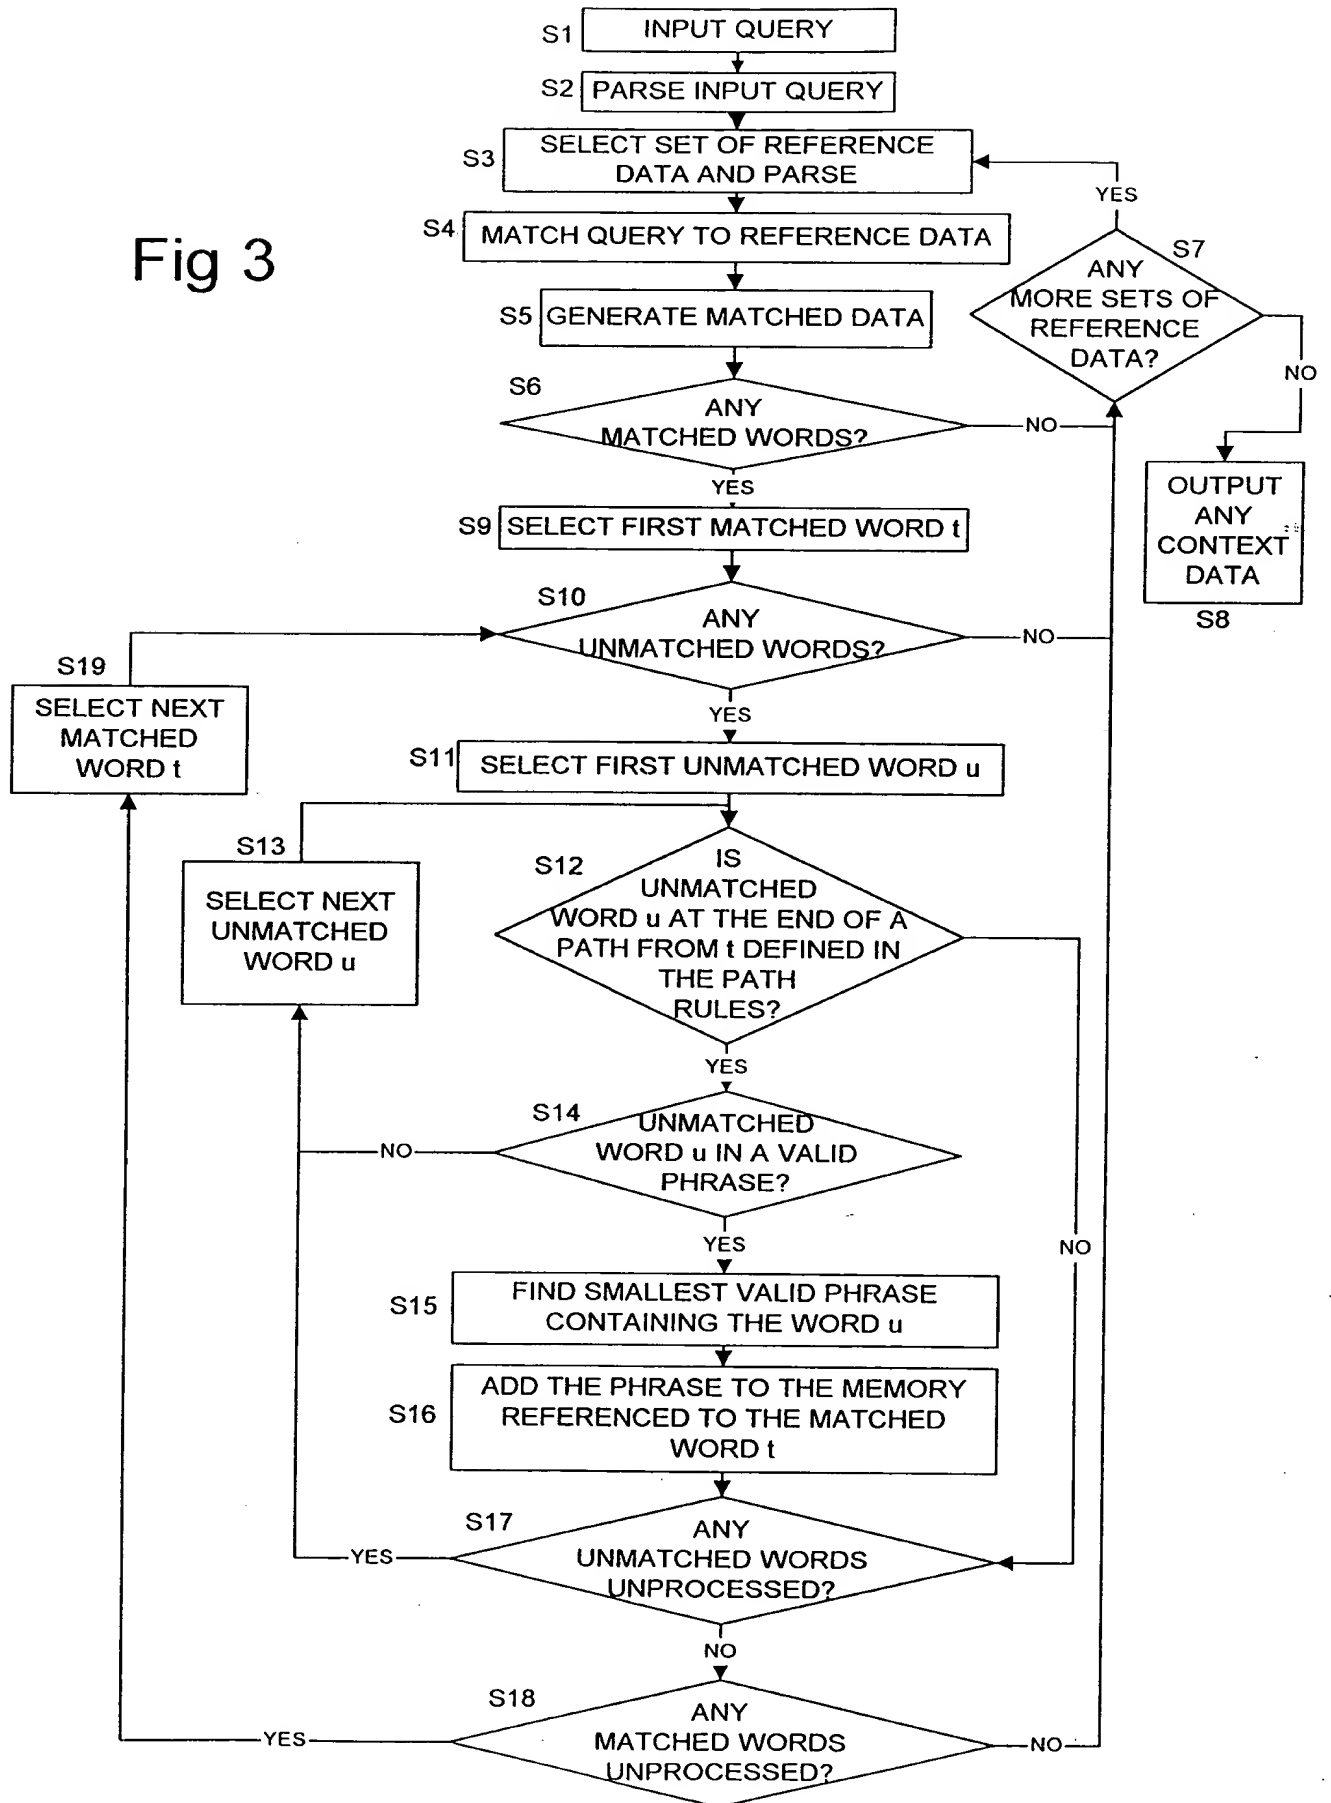 S1
INPUT QUERY
S2
PARSE INPUT QUERY
S3
SELECT SET OF REFERENCE
DATA AND PARSE
YES
S4
MATCH QUERY TO REFERENCE DATA
Fig 3
S7
ANY
MORE SETS OF
REFERENCE
DATA?
S5
GENERATE MATCHED DATA
NO
S6
ANY
MATCHED WORDS?
NO
YES
OUTPUT
ANY
CONTEXT
DATA
S8
S9
SELECT FIRST MATCHED WORD t
S10
ANY
UNMATCHED WORDS?
NO
YES
S19
SELECT NEXT
MATCHED
WORD t
S11
SELECT FIRST UNMATCHED WORD u
S13
SELECT NEXT
UNMATCHED
WORD u
S12
IS
UNMATCHED
WORD u AT THE END OF A
PATH FROM t DEFINED IN
THE PATH
RULES?
YES
S14
UNMATCHED
WORD u IN A VALID
PHRASE?
NO
YES
NO
S15
FIND SMALLEST VALID PHRASE
CONTAINING THE WORD u
S16
ADD THE PHRASE TO THE MEMORY
REFERENCED TO THE MATCHED
WORD t
S17
ANY
UNMATCHED WORDS
UNPROCESSED?
YES
NO
S18
ANY
MATCHED WORDS
UNPROCESSED?
YES
NO